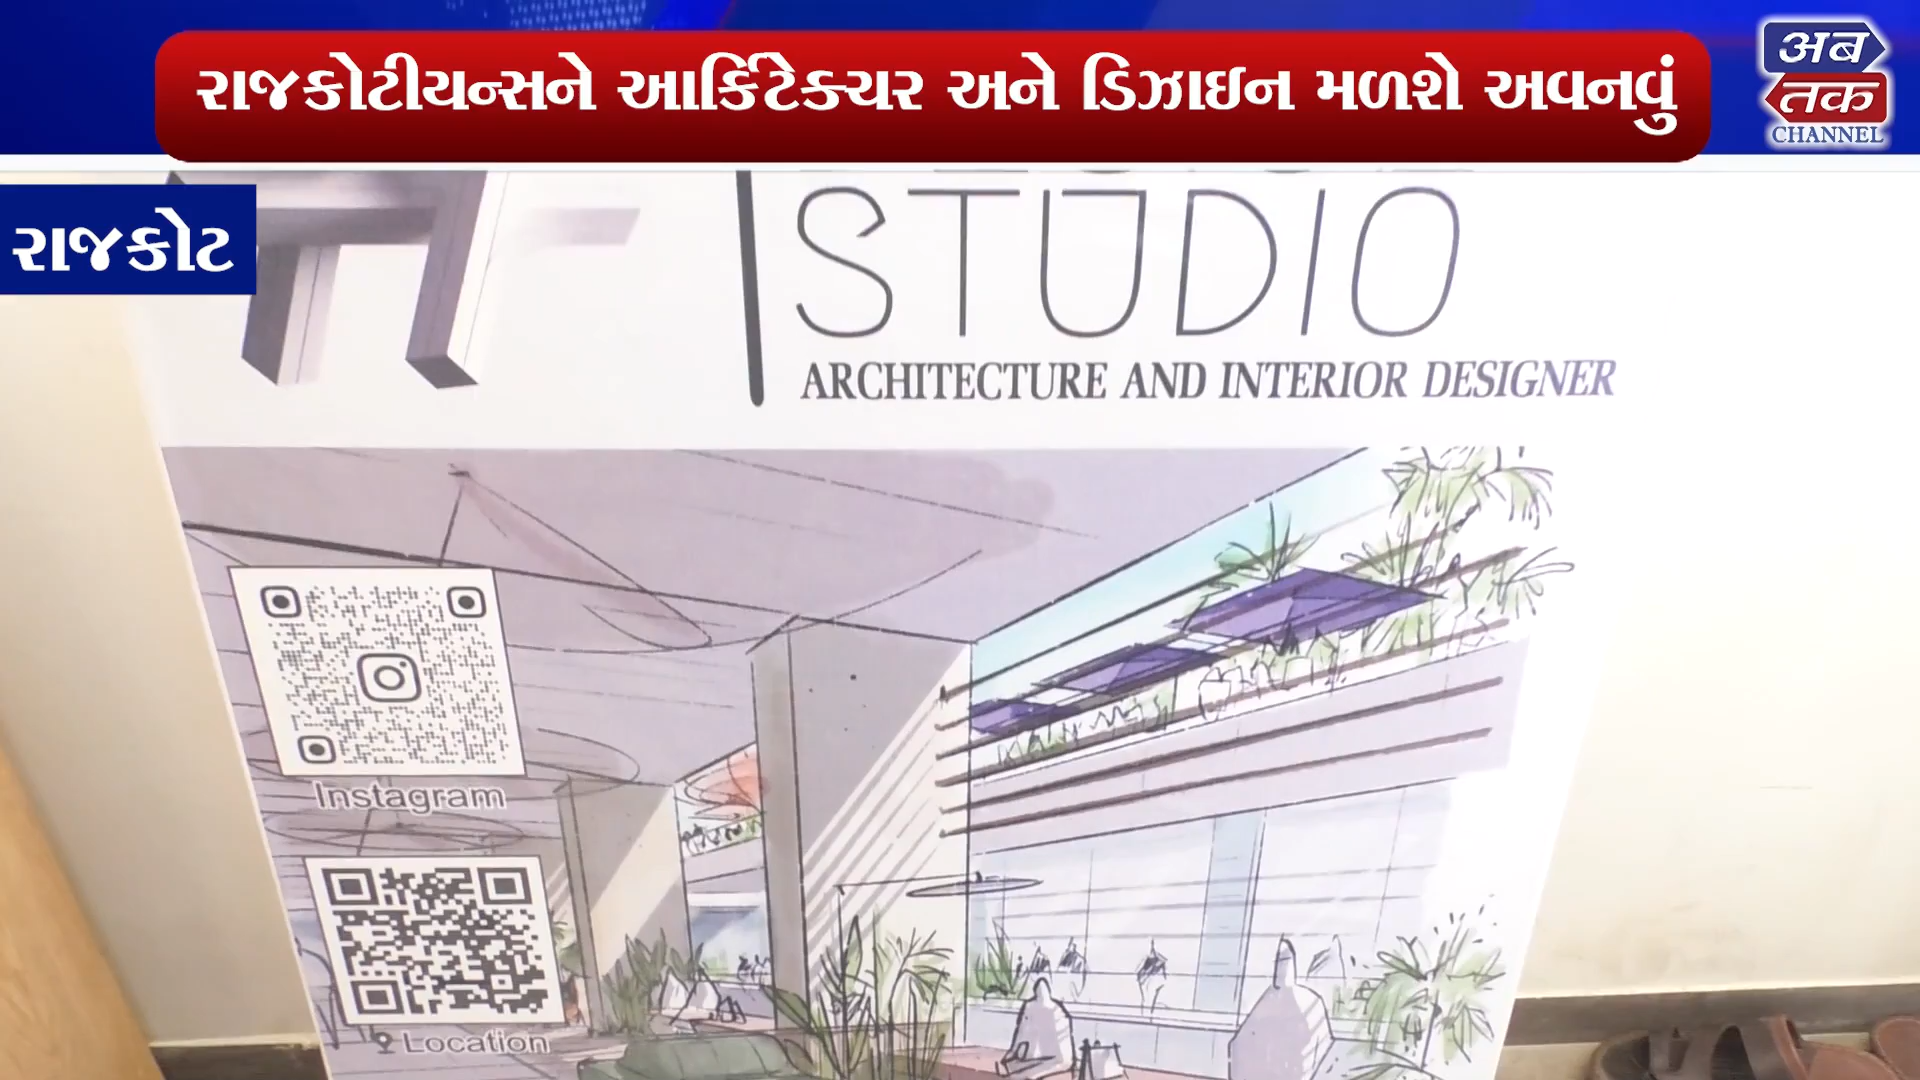 રાજકોટીયન્સને આર્કિટેક્ચર અને ડિઝાઇન મળશે અવનવું
अब
तक
CHANNEL
રાજકોટ
STUDIO
ARCHITECTURE AND INTERIOR DESIGNER
Instagram
Location